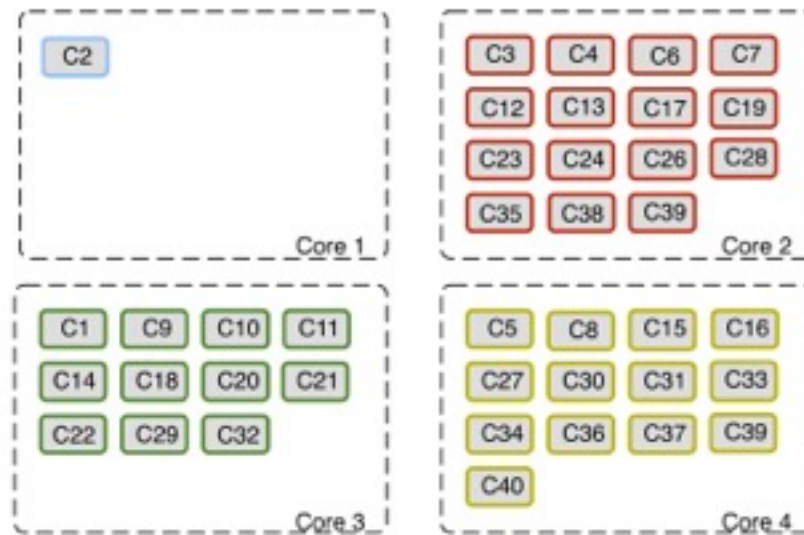 C2
Core 1
C3 C4 C6 C7
C12 C13 C17 C19
C23 C24 C26 C28
C35 C38 C39
Core 2
C1 C9 C10 C11
C14 C18 C20 C21
C22 C29 C32
Core 3
C5 C8 C15 C16
C27 C30 C31 C33
C34 C36 C37 C39
C40
Core 4